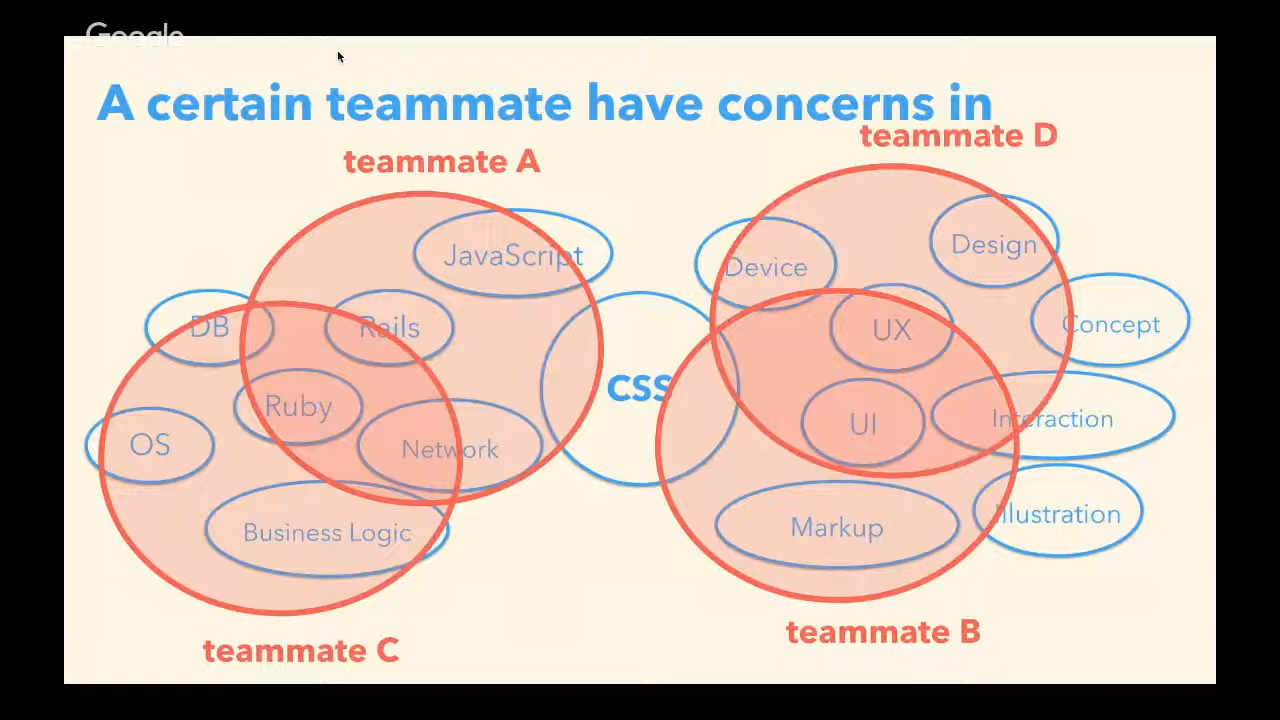 Google
A certain teammate have concerns in
teammate D
teammate A
JavaScript
Design
Device
DB
Rails
UX
Concept
CSS
Ruby
UI
Interaction
OS
Network
Business Logic
Markup
Illustration
teammate B
teammate C